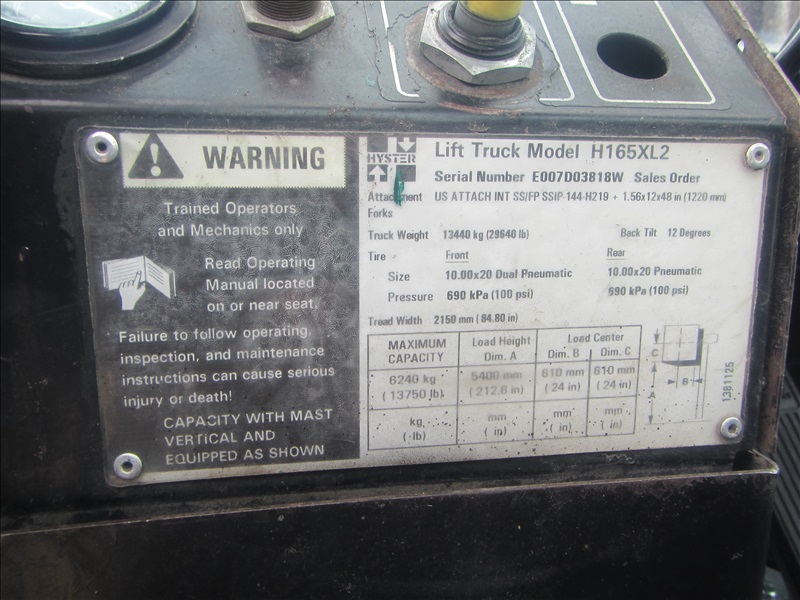 WARNING
Trained Operators
and Mechanics only
Read Operating
Manual located
on or near seat.
Failure to follow operating,
inspection, and maintenance
instructions can cause serious
injury or death!
CAPACITY WITH MAST
VERTICAL AND
EQUIPPED AS SHOWN
HYSTER
Lift Truck Model H165XL2
Serial Number E007D03818W Sales Order
Attachment US ATTACH INT SS/FP SSIP-144-H219 + 1.56x12x48 in (1220 mm)
Forks
Truck Weight 13440 kg (29640 lb) Back Tilt 12 Degrees
Tire Front Rear
Size 10.00x20 Dual Pneumatic 10.00x20 Pneumatic
Pressure 690 kPa (100 psi) 690 kPa (100 psi)
Tread Width 2150 mm (84.80 in)
MAXIMUM CAPACITY Load Height Dim. A Load Center Dim. B Dim. C
6240 kg 5400 mm 610 mm 610 mm
(13750 lb) (212.6 in) (24 in) (24 in)
kg mm mm mm
( lb) ( in) ( in) ( in)
C
B
A
1381125